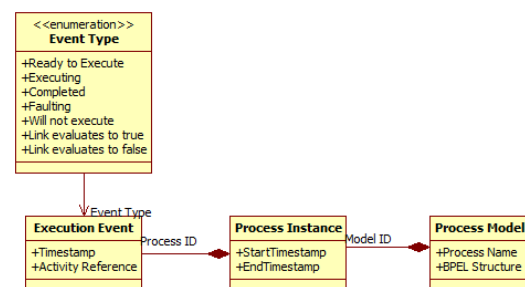 <<enumeration>>
Event Type
+Ready to Execute
+Executing
+Completed
+Faulting
+Will not execute
+Link evaluates to true
+Link evaluates to false
Event Type
Execution Event
+Timestamp
+Activity Reference
Process ID
Process Instance
+StartTimestamp
+EndTimestamp
Model ID
Process Model
+Process Name
+BPEL Structure